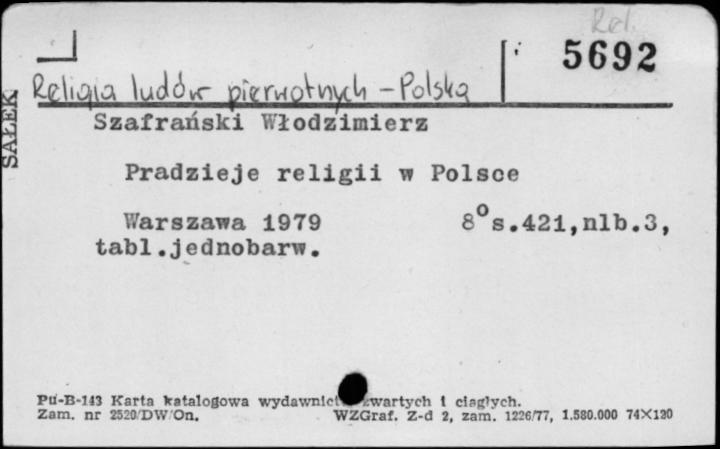 Rel.
5692
Religia ludów pierwotnych - Polska
SAŁEK
Szafrański Włodzimierz
Pradzieje religii w Polsce
Warszawa 1979 8° s.421,nlb.3,
tabl.jednobarw.
Pu-B-143 Karta katalogowa wydawnict zwartych i ciągłych.
Zam. nr 2520/DW/On. WZGraf. Z-d 2, zam. 1226/77, 1.580.000 74X120